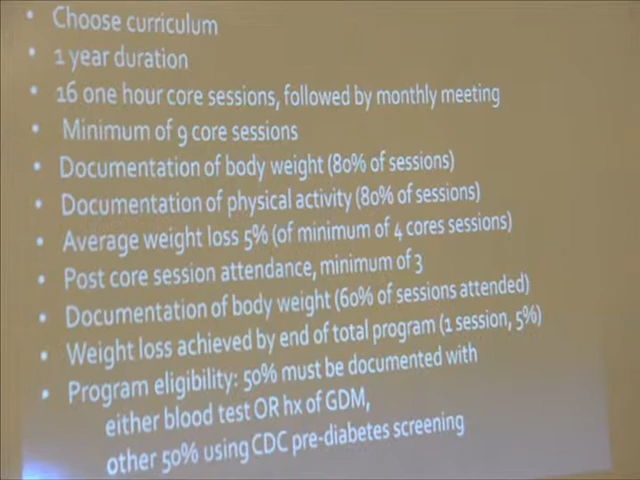 • Choose curriculum
• 1 year duration
• 16 one hour core sessions, followed by monthly meeting
• Minimum of 9 core sessions
• Documentation of body weight (80% of sessions)
• Documentation of physical activity (80% of sessions)
• Average weight loss 5% (of minimum of 4 cores sessions)
• Post core session attendance, minimum of 3
• Documentation of body weight (60% of sessions attended)
• Weight loss achieved by end of total program (1 session, 5%)
• Program eligibility: 50% must be documented with
either blood test OR hx of GDM,
other 50% using CDC pre-diabetes screening